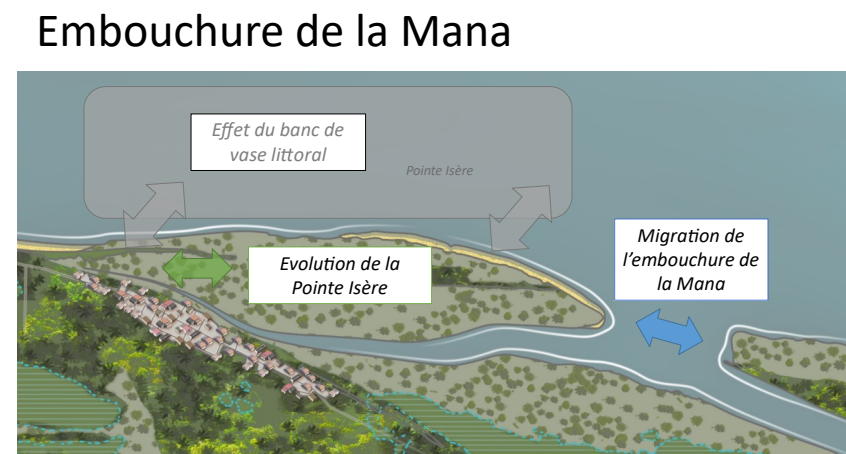 Embouchure de la Mana
Effet du banc de
vase littoral
Pointe Isère
Migration de
l'embouchure de
la Mana
Evolution de la
Pointe Isère